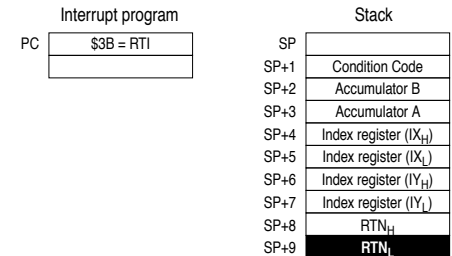 Interrupt program
PC $3B = RTI
Stack
SP
SP+1 Condition Code
SP+2 Accumulator B
SP+3 Accumulator A
SP+4 Index register (IXH)
SP+5 Index register (IXL)
SP+6 Index register (IYH)
SP+7 Index register (IYL)
SP+8 RTNH
SP+9 RTNL